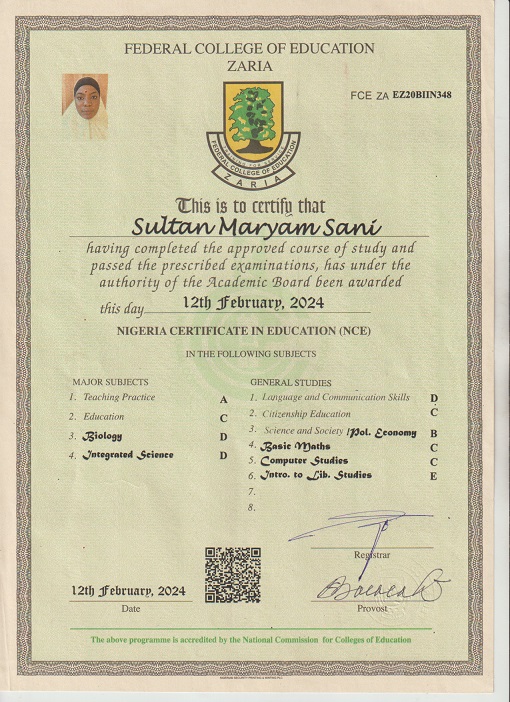 FEDERAL COLLEGE OF EDUCATION
ZARIA
FCE ZA EZ20BIIN348
FEDERAL COLLEGE OF EDUCATION
ZARIA
This is to certify that
Sultan Maryam Sani
having completed the approved course of study and
passed the prescribed examinations, has under the
authority of the Academic Board been awarded
this day 12th February, 2024
NIGERIA CERTIFICATE IN EDUCATION (NCE)
IN THE FOLLOWING SUBJECTS
MAJOR SUBJECTS
1. Teaching Practice A
2. Education C
3. Biology D
4. Integrated Science D
GENERAL STUDIES
1. Language and Communication Skills D
2. Citizenship Education C
3. Science and Society /Pol. Economy B
4. Basic Maths C
5. Computer Studies C
6. Intro. to Lib. Studies E
7.
8.
Registrar
12th February, 2024
Date
Provost
The above programme is accredited by the National Commission for Colleges of Education